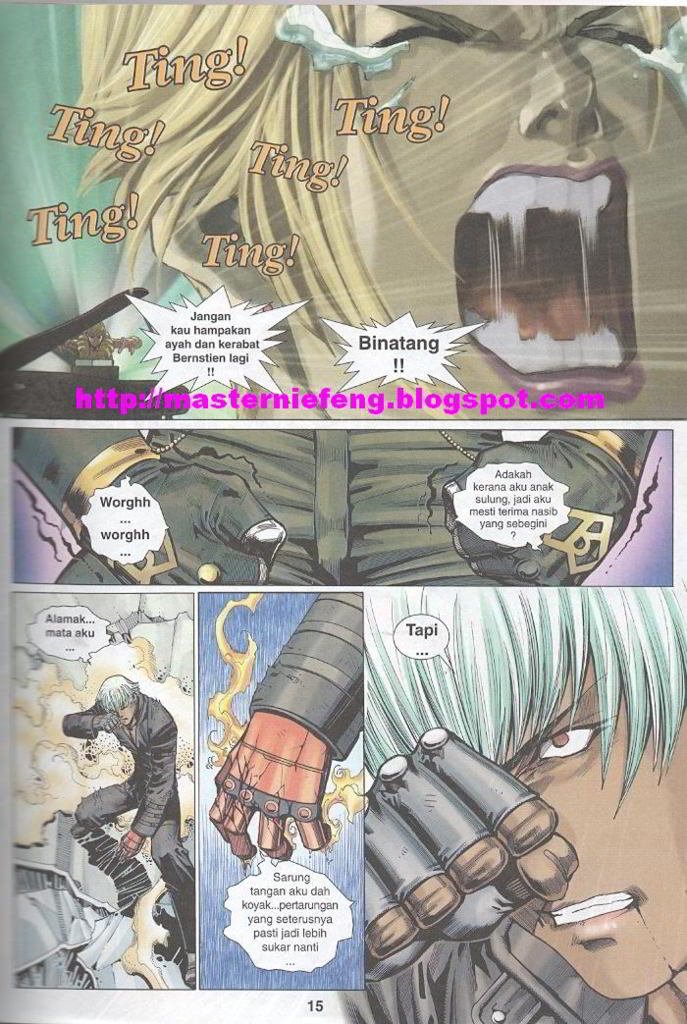 Ting!
Ting!
Ting!
Ting!
Ting!
Ting!
Jangan
kau hampakan
ayah dan kerabat
Bernstien lagi
!!
Binatang
!!
http://masterniefeng.blogspot.com
Worghh
...
worghh
...
Adakah
kerana aku anak
sulung, jadi aku
mesti terima nasib
yang sebegini
?
Alamak...
mata aku
...
Sarung
tangan aku dah
koyak...pertarungan
yang seterusnya
pasti jadi lebih
sukar nanti
...
Tapi
...
15